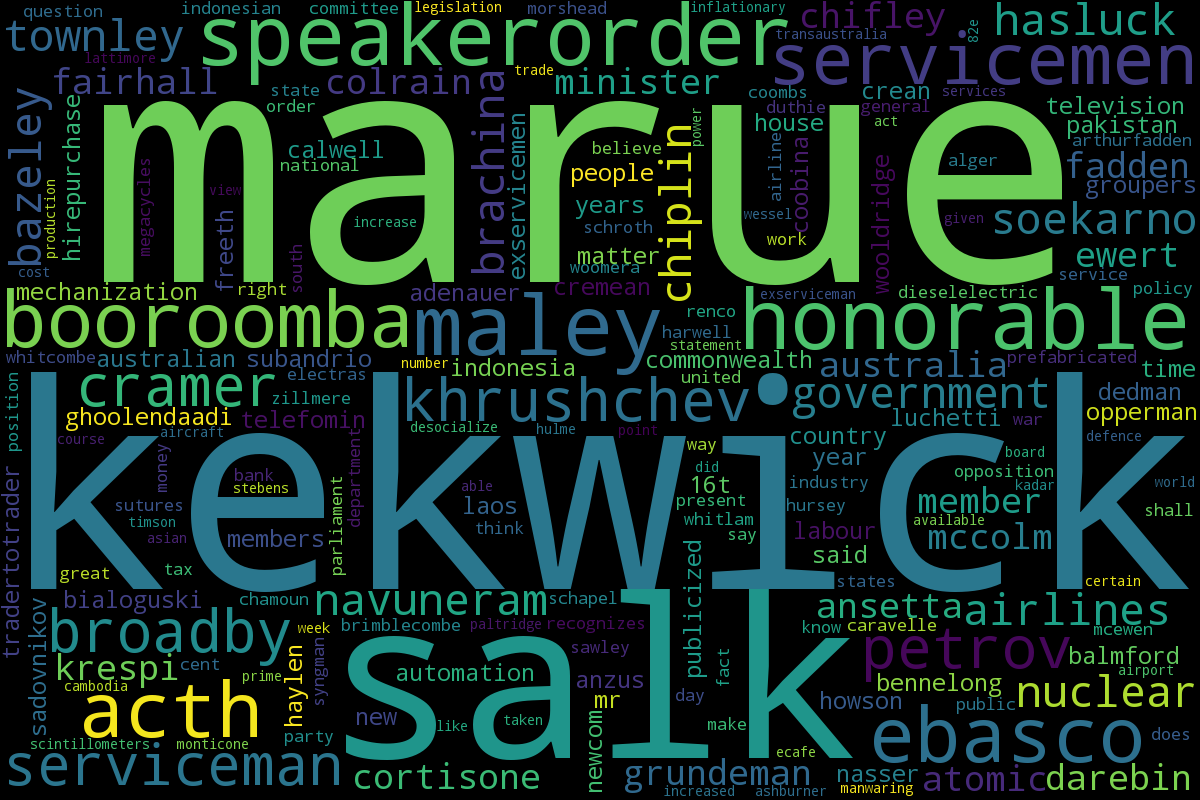 question indonesian committee legislation morshead inflationary chifley hasluck
townley speakerorder transaustralia 82e servicemen
lattimore
fairhall colrain trade minister coombs crean services television
bazeley hirepurchase state order brachina exservicemen chiplin power duthie general act pakistan
marue
calwell national believe house arthurfadden
people airline coobina wooldridge alger fadden
production megacycles view freeth increase years schroth wessel given groupers
south matter work soekarno
cost woomera ewert
mechanization right adenauer cremean exserviceman dieselelectric service policy
booroomba maley renco harwell honorable
whitcombe australian subandrio number indonesia statement commonwealth australia prefabricated time
position cramer electras zillmere khrushchev united government dedman
ghoolendaadi telefomin desocialize hulme point luchetti war opperman
kekwick
course aircraft way country defence
money bank department able did year opposition board kadar world
sutures stebens laos 16t present industry hursey member shall
timson parliament think whitlam available
asian members say labour mccolm
tradertotrader great tax said states certain
bialoguski chamoun navuneram schapel publicized ansetta airlines
sadovnikov broadby week brimblecombe paltridge recognizes know caravelle mcewen
salk
krespi cent haylen syngman sawley fact petrov balmford
cambodia prime automation anzus bennelong airport
acth new like taken mr day howson public nuclear
scintillometers monticone party newcom make ebasco does
serviceman cortisone ecafe grundeman nasser atomic darebin
increased ashburner manwaring